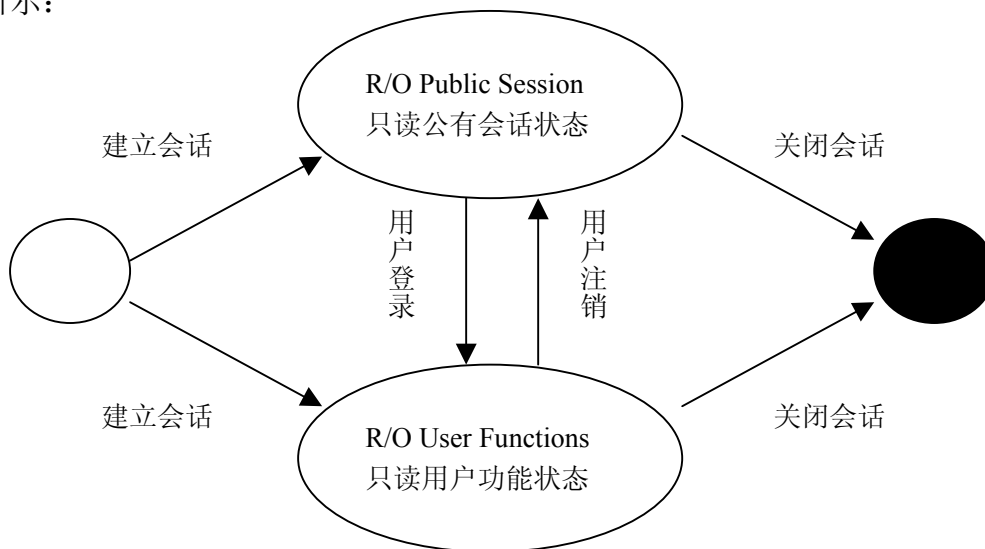 示：
R/O Public Session
只读公有会话状态
建立会话
关闭会话
用户登录
用户注销
建立会话
关闭会话
R/O User Functions
只读用户功能状态